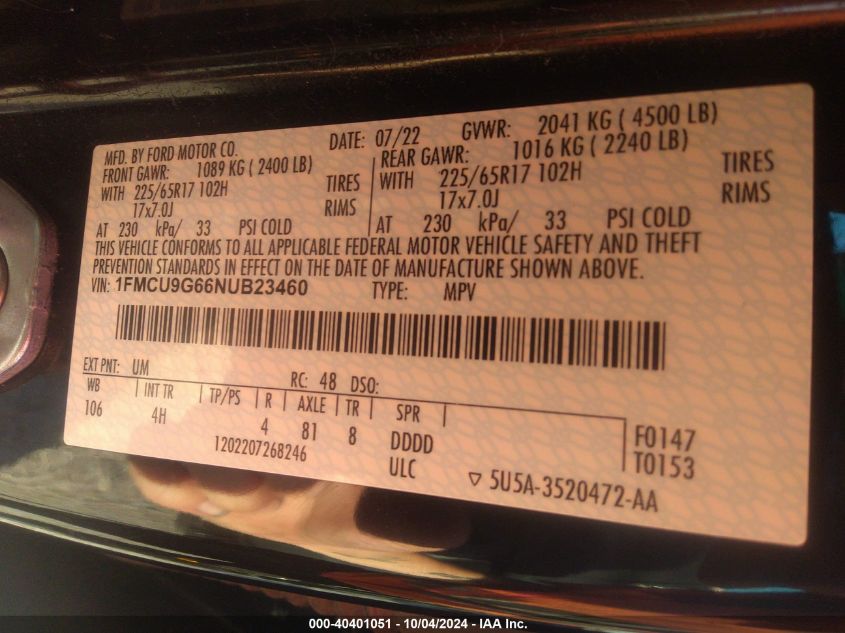 MFD. BY FORD MOTOR CO. DATE: 07/22 GVWR: 2041 KG ( 4500 LB)
FRONT GAWR: 1089 KG ( 2400 LB) REAR GAWR: 1016 KG ( 2240 LB)
WITH 225/65R17 102H TIRES WITH 225/65R17 102H TIRES
17x7.0J RIMS 17x7.0J RIMS
AT 230 kPa/ 33 PSI COLD AT 230 kPa/ 33 PSI COLD
THIS VEHICLE CONFORMS TO ALL APPLICABLE FEDERAL MOTOR VEHICLE SAFETY AND THEFT
PREVENTION STANDARDS IN EFFECT ON THE DATE OF MANUFACTURE SHOWN ABOVE.
VIN: 1FMCU9G66NUB23460 TYPE: MPV
EXT PNT: UM RC: 48 DSO:
WB INT TR TP/PS R AXLE TR SPR
106 4H 4 81 8 DDDD F0147
1202207268246 ULC T0153
5U5A-3520472-AA
000-40401051 - 10/04/2024 - IAA Inc.